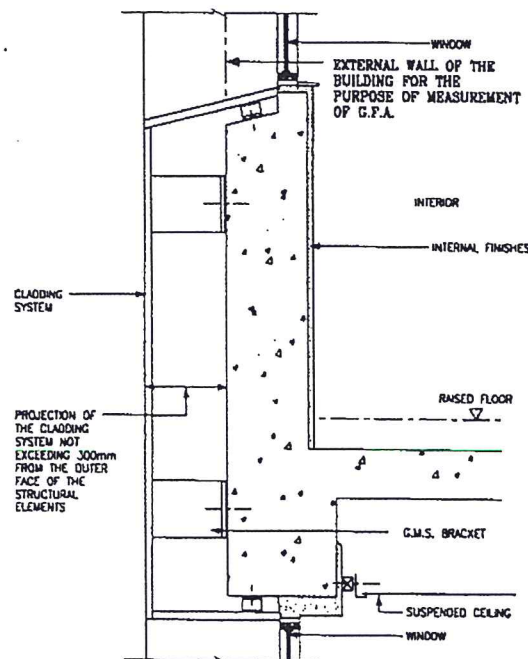 WINDOW
EXTERNAL WALL OF THE
BUILDING FOR THE
PURPOSE OF MEASUREMENT
OF G.F.A.
INTERIOR
INTERNAL FINISHES
CLADDING
SYSTEM
RAISED FLOOR
PROJECTION OF
THE CLADDING
SYSTEM NOT
EXCEEDING 300mm
FROM THE OUTER
FACE OF THE
STRUCTURAL
ELEMENTS
G.M.S. BRACKET
SUSPENDED CEILING
WINDOW